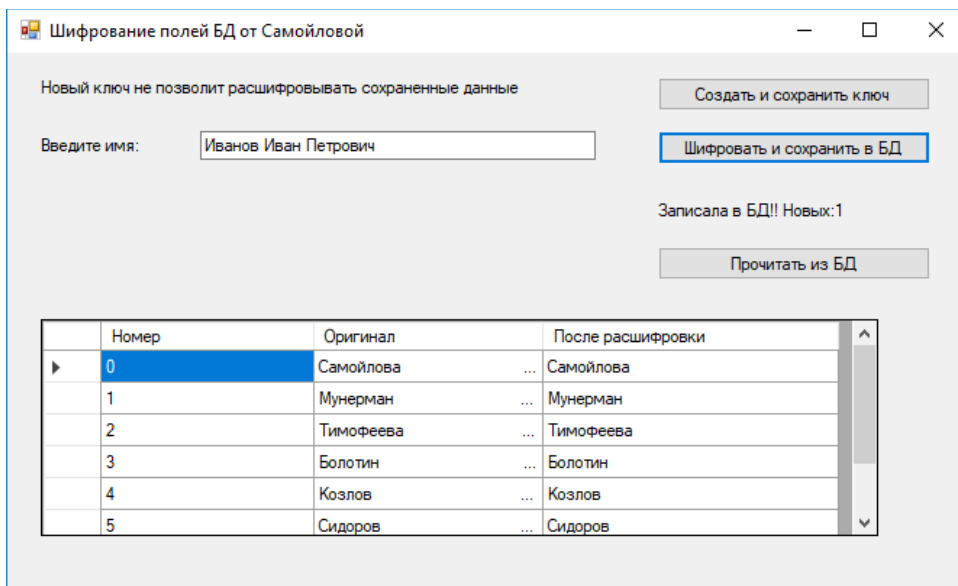 Шифрование полей БД от Самойловой
Новый ключ не позволит расшифровывать сохраненные данные
Создать и сохранить ключ
Введите имя:
Иванов Иван Петрович
Шифровать и сохранить в БД
Записала в БД!! Новых:1
Прочитать из БД
Номер Оригинал После расшифровки
0 Самойлова ... Самойлова
1 Мунерман ... Мунерман
2 Тимофеева ... Тимофеева
3 Болотин ... Болотин
4 Козлов ... Козлов
5 Сидоров ... Сидоров